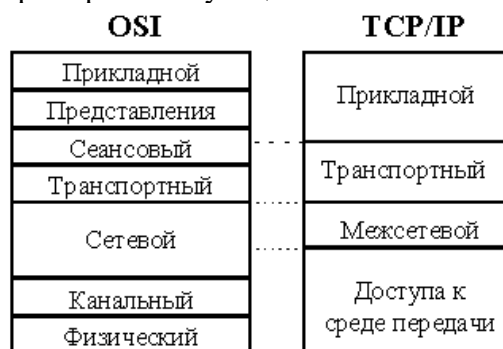 OSI
Прикладной
Представления
Сеансовый
Транспортный
Сетевой
Канальный
Физический
TCP/IP
Прикладной
Транспортный
Межсетевой
Доступа к
среде передачи